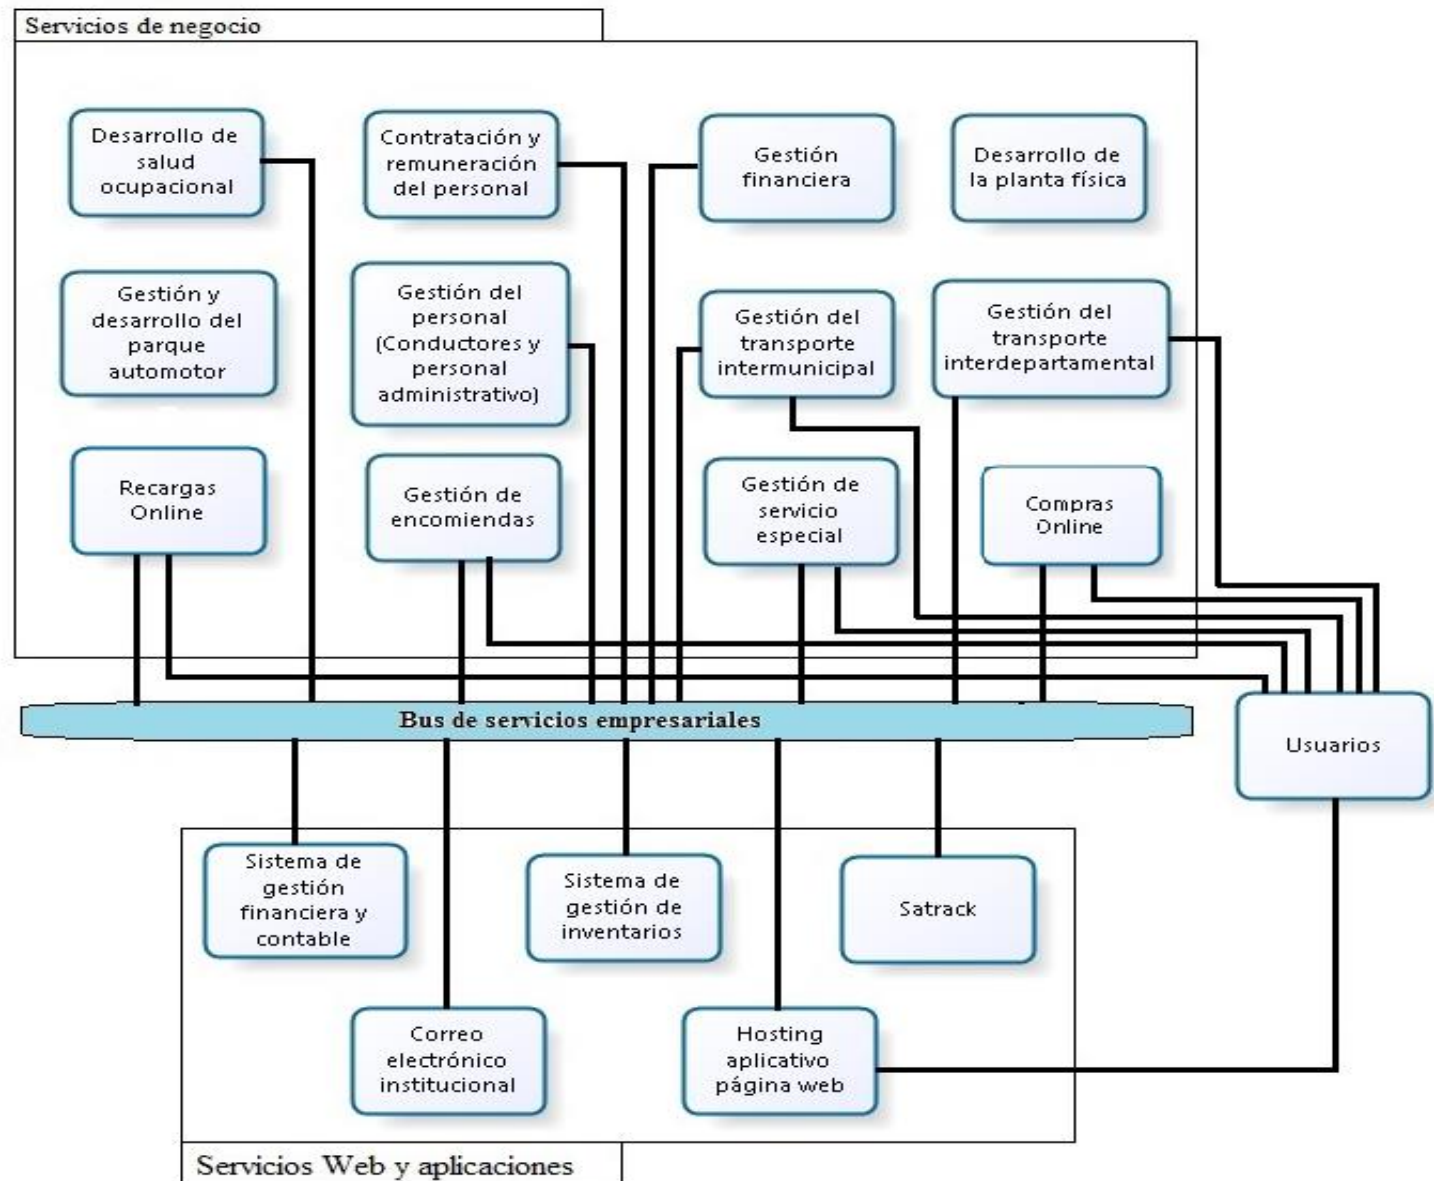 Servicios de negocio
Desarrollo de
salud
ocupacional
Contratación y
remuneración
del personal
Gestión
financiera
Desarrollo de
la planta física
Gestión y
desarrollo del
parque
automotor
Gestión del
personal
(Conductores y
personal
administrativo)
Gestión del
transporte
intermunicipal
Gestión del
transporte
interdepartamental
Recargas
Online
Gestión de
encomiendas
Gestión de
servicio
especial
Compras
Online
Bus de servicios empresariales
Usuarios
Sistema de
gestión
financiera y
contable
Sistema de
gestión de
inventarios
Satrack
Correo
electrónico
institucional
Hosting
aplicativo
página web
Servicios Web y aplicaciones